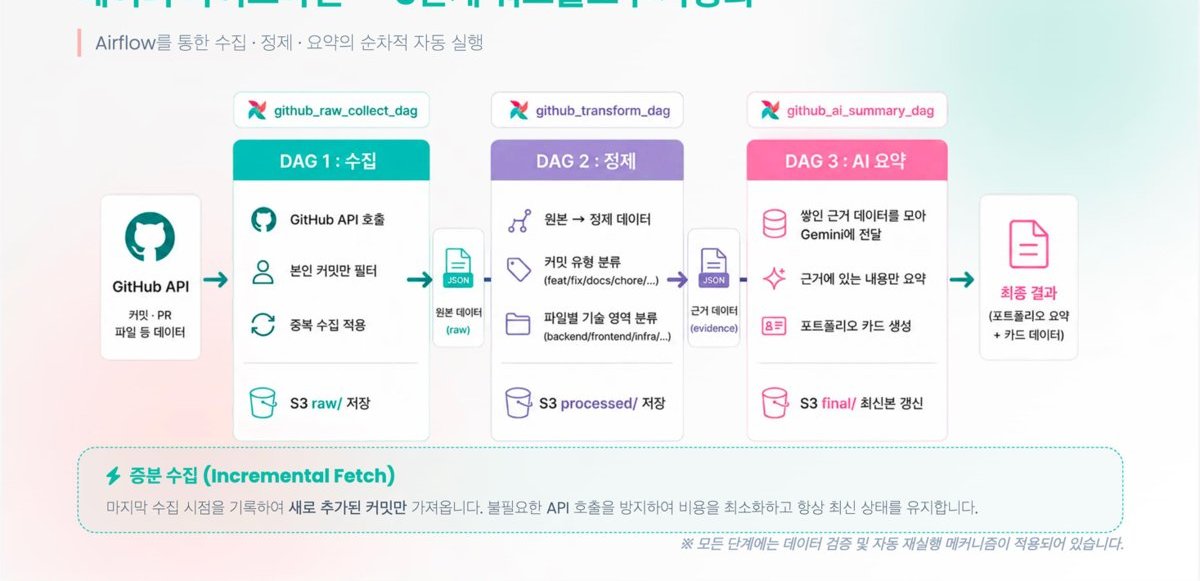 Airflow를 통한 수집 · 정제 · 요약의 순차적 자동 실행
github_raw_collect_dag
github_transform_dag
github_ai_summary_dag
GitHub API
커밋 · PR
파일 등 데이터
DAG 1 : 수집
GitHub API 호출
본인 커밋만 필터
중복 수집 적용
S3 raw/ 저장
JSON
원본 데이터
(raw)
DAG 2 : 정제
원본 → 정제 데이터
커밋 유형 분류
(feat/fix/docs/chore/...)
파일별 기술 영역 분류
(backend/frontend/infra/...)
S3 processed/ 저장
JSON
근거 데이터
(evidence)
DAG 3 : AI 요약
쌓인 근거 데이터를 모아
Gemini에 전달
근거에 있는 내용만 요약
포트폴리오 카드 생성
S3 final/ 최신본 갱신
최종 결과
(포트폴리오 요약
+ 카드 데이터)
증분 수집 (Incremental Fetch)
마지막 수집 시점을 기록하여 새로 추가된 커밋만 가져옵니다. 불필요한 API 호출을 방지하여 비용을 최소화하고 항상 최신 상태를 유지합니다.
※ 모든 단계에는 데이터 검증 및 자동 재실행 메커니즘이 적용되어 있습니다.